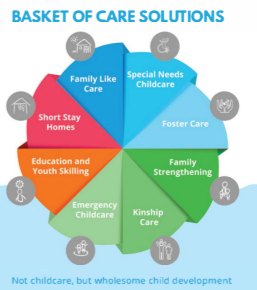 BASKET OF CARE SOLUTIONS
Family Like
Care
Special Needs
Childcare
Foster Care
Family
Strengthening
Kinship
Care
Emergency
Childcare
Education and
Youth Skilling
Short Stay
Homes
Not childcare, but wholesome child development